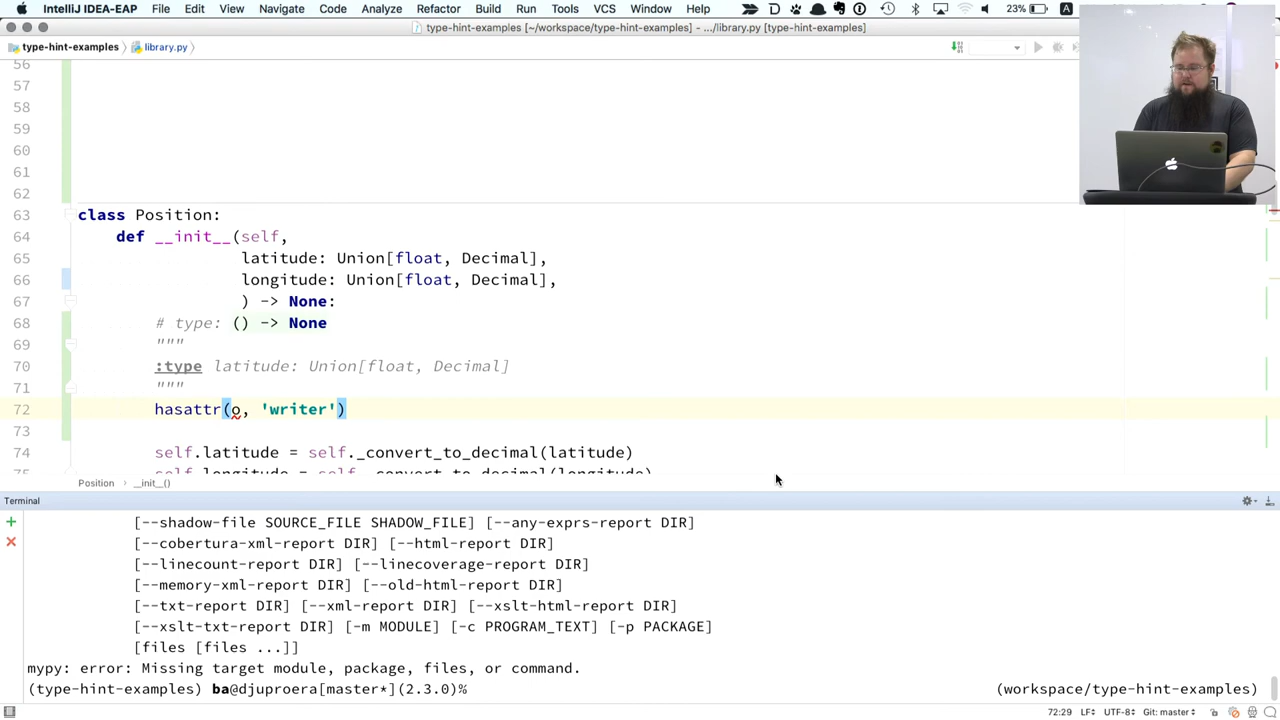 IntelliJ IDEA-EAP File Edit View Navigate Code Analyze Refactor Build Run Tools VCS Window Help 23%
type-hint-examples [~/workspace/type-hint-examples] - .../library.py [type-hint-examples]
type-hint-examples library.py
56
57
58
59
60
61
62
63 class Position:
64 def __init__(self,
65 latitude: Union[float, Decimal],
66 longitude: Union[float, Decimal],
67 ) -> None:
68 # type: () -> None
69 """
70 :type latitude: Union[float, Decimal]
71 """
72 hasattr(o, 'writer')
73
74 self.latitude = self._convert_to_decimal(latitude)
75 self.longitude = self._convert_to_decimal(longitude)
Position __init__()
Terminal
[--shadow-file SOURCE_FILE SHADOW_FILE] [--any-exprs-report DIR]
[--cobertura-xml-report DIR] [--html-report DIR]
[--linecount-report DIR] [--linecoverage-report DIR]
[--memory-xml-report DIR] [--old-html-report DIR]
[--txt-report DIR] [--xml-report DIR] [--xslt-html-report DIR]
[--xslt-txt-report DIR] [-m MODULE] [-c PROGRAM_TEXT] [-p PACKAGE]
[files [files ...]]
mypy: error: Missing target module, package, files, or command.
(type-hint-examples) ba@djuproera[master*](2.3.0)% (workspace/type-hint-examples)
72:29 LF UTF-8 Git: master